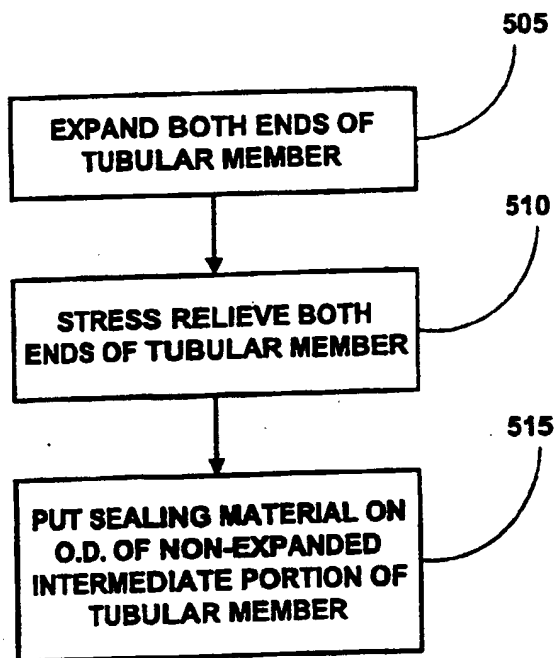 505
EXPAND BOTH ENDS OF
TUBULAR MEMBER
510
STRESS RELIEVE BOTH
ENDS OF TUBULAR MEMBER
515
PUT SEALING MATERIAL ON
O.D. OF NON-EXPANDED
INTERMEDIATE PORTION OF
TUBULAR MEMBER